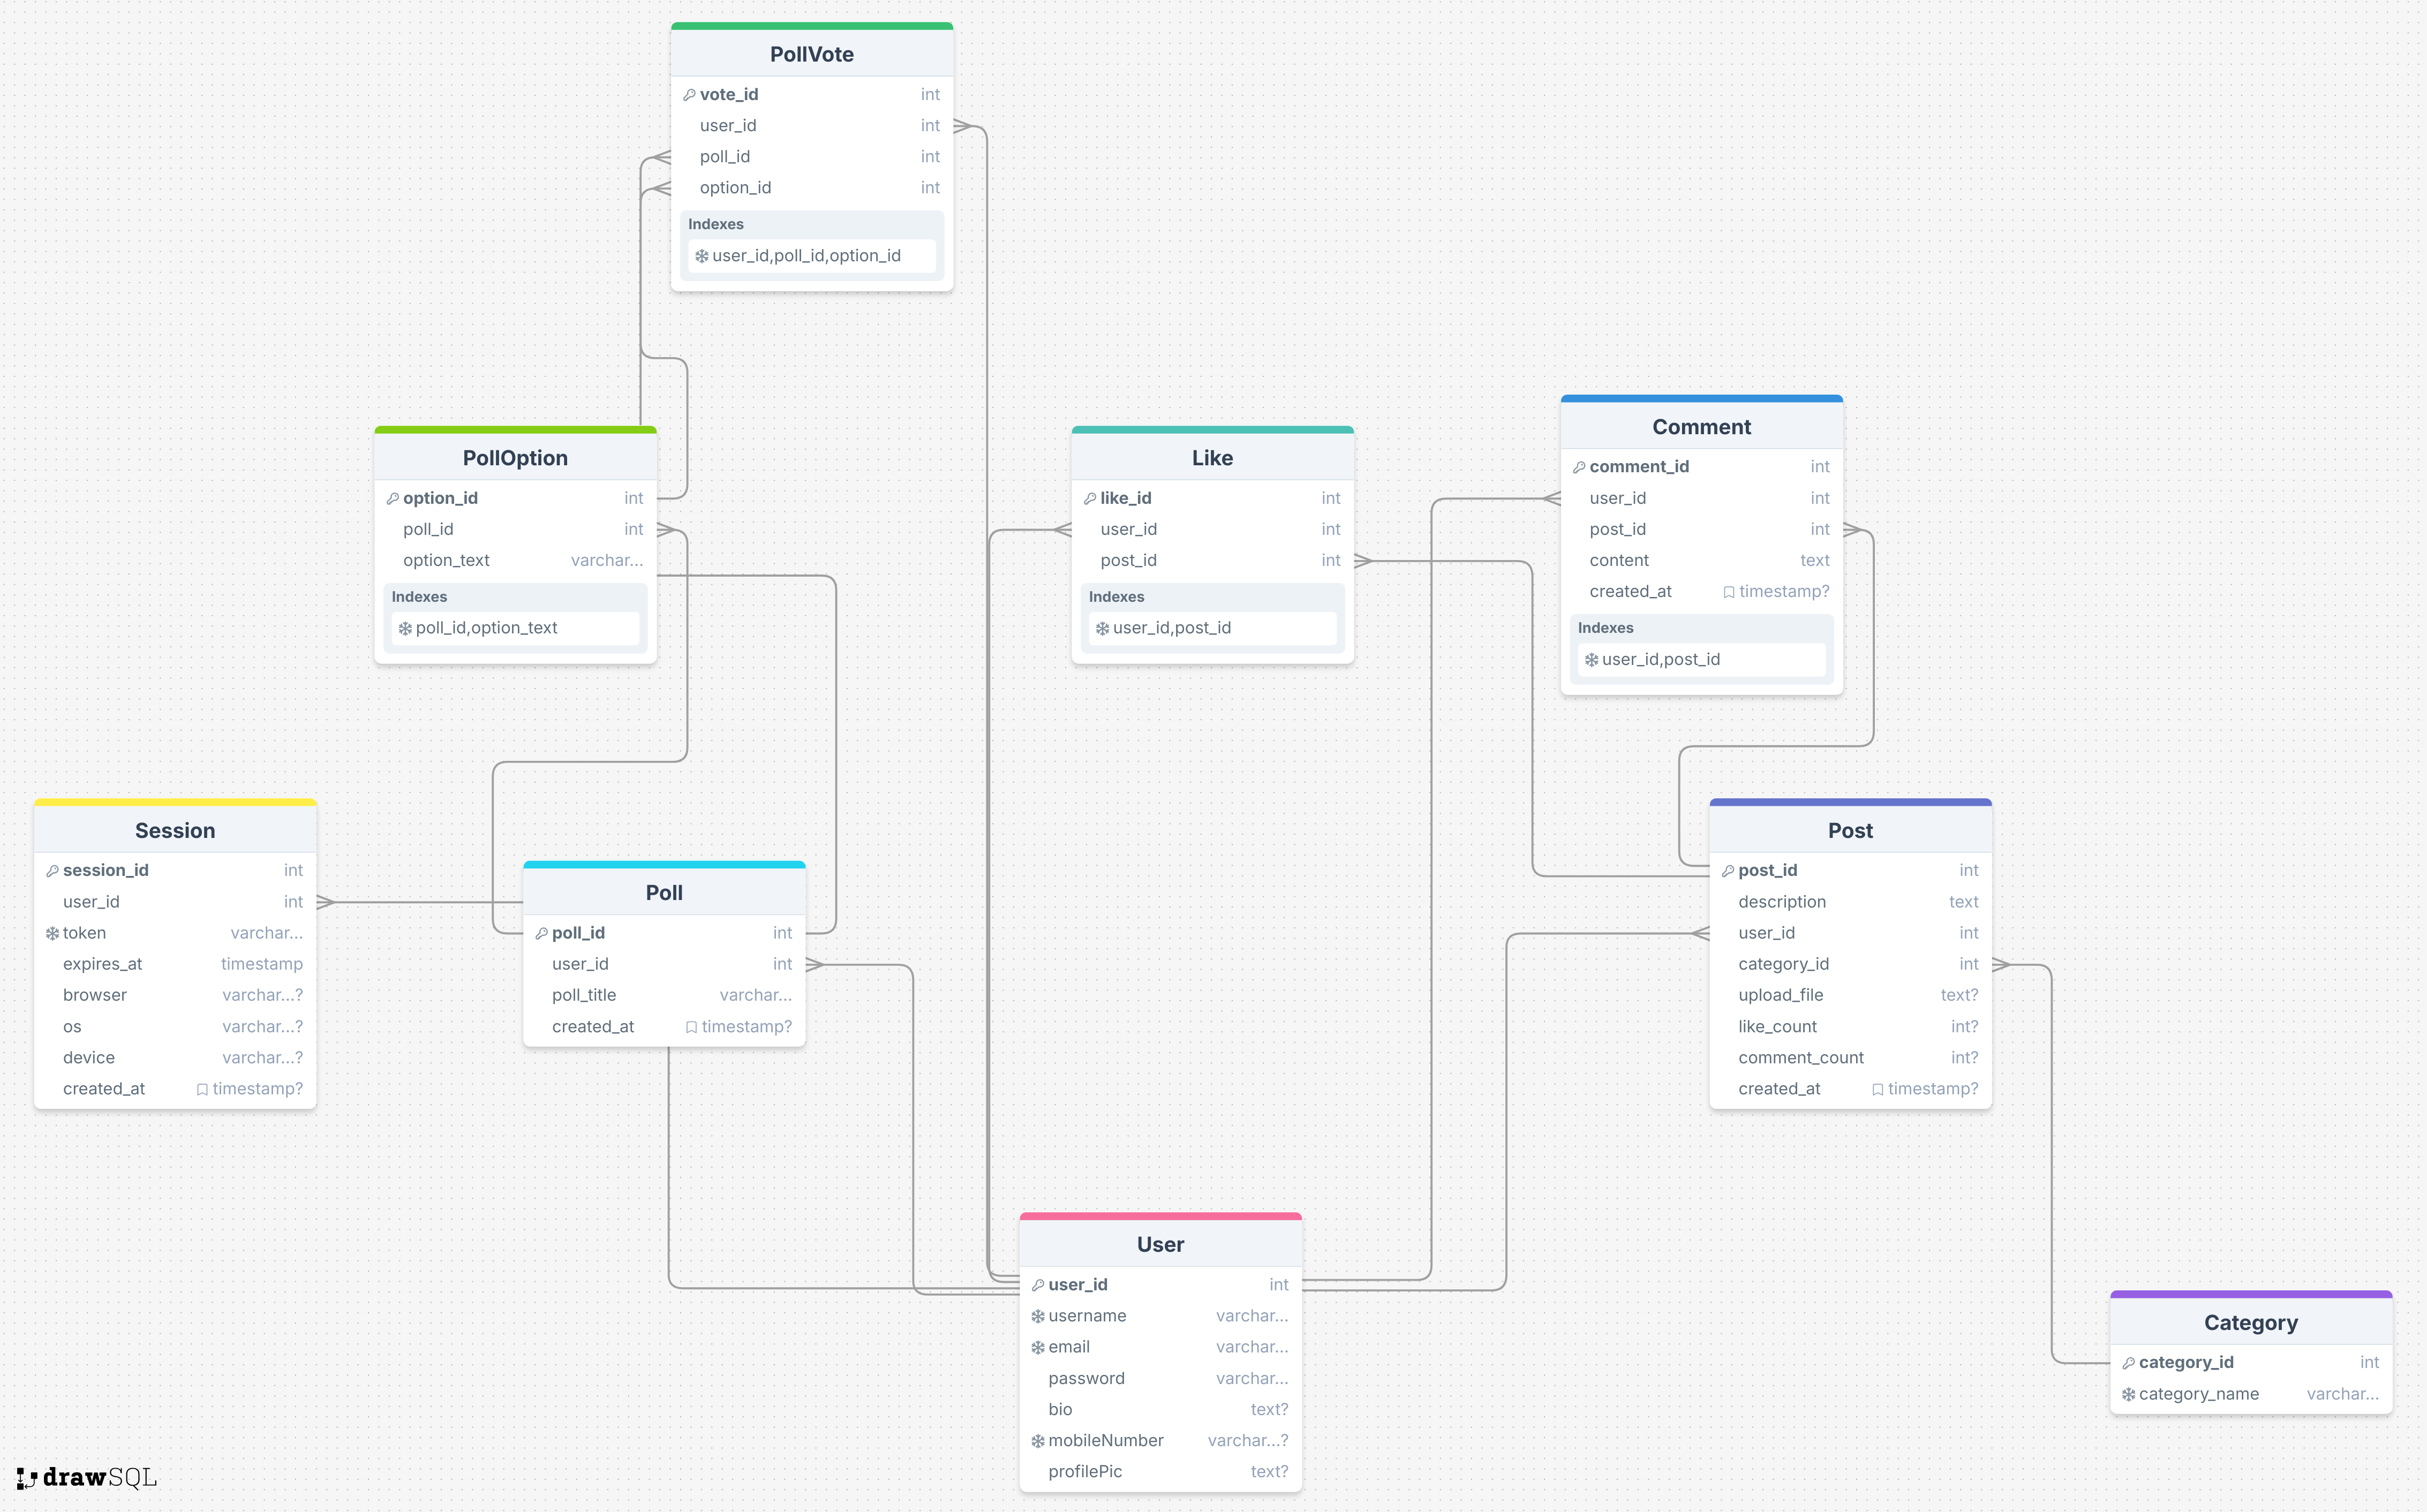 PollVote
vote_id int
user_id int
poll_id int
option_id int
Indexes
user_id,poll_id,option_id
PollOption
option_id int
poll_id int
option_text varchar...
Indexes
poll_id,option_text
Like
like_id int
user_id int
post_id int
Indexes
user_id,post_id
Comment
comment_id int
user_id int
post_id int
content text
created_at timestamp?
Indexes
user_id,post_id
Session
session_id int
user_id int
token varchar...
expires_at timestamp
browser varchar...?
os varchar...?
device varchar...?
created_at timestamp?
Poll
poll_id int
user_id int
poll_title varchar...
created_at timestamp?
Post
post_id int
description text
user_id int
category_id int
upload_file text?
like_count int?
comment_count int?
created_at timestamp?
User
user_id int
username varchar...
email varchar...
password varchar...
bio text?
mobileNumber varchar...?
profilePic text?
Category
category_id int
category_name varchar...
drawSQL